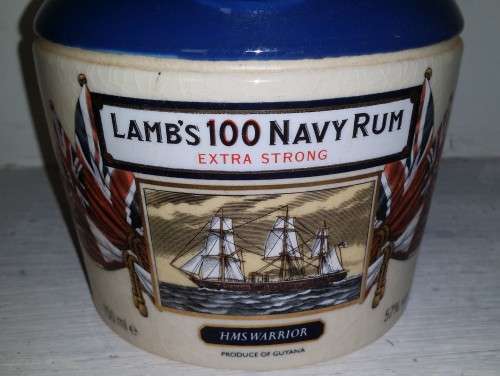 LAMB'S 100 NAVY RUM
EXTRA STRONG
HMS WARRIOR
PRODUCE OF GUYANA